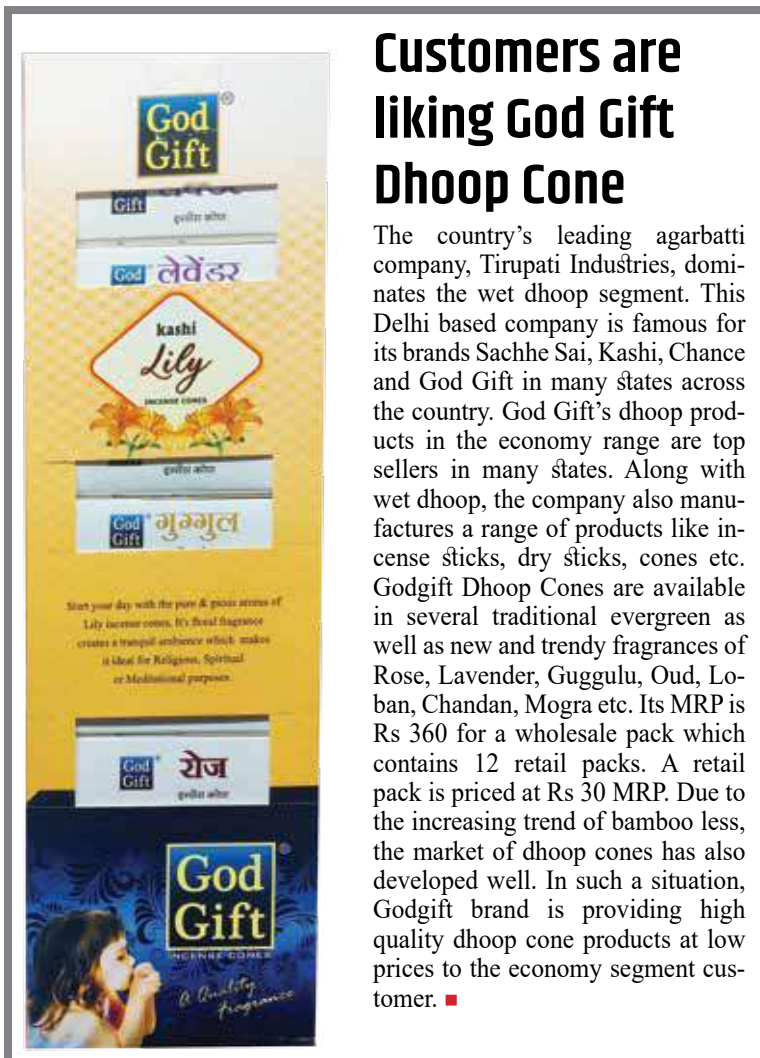 God
Gift
®
God
Gift
इन्सेंस कोण
God
लेवेंडर
kashi
Lily
INCENSE CONES
इन्सेंस कोण
God
Gift
गुग्गुल
Start your day with the pure & pious aroma of
Lily incense cones. It's floral fragrance
creates a tranquil ambience which makes
it ideal for Religious, Spiritual
or Meditational purposes.
God
Gift
रोज
इन्सेंस कोण
God
Gift
®
INCENSE CONES
A Quality
fragrance
Customers are
liking God Gift
Dhoop Cone
The country's leading agarbatti
company, Tirupati Industries, domi-
nates the wet dhoop segment. This
Delhi based company is famous for
its brands Sachhe Sai, Kashi, Chance
and God Gift in many states across
the country. God Gift's dhoop prod-
ucts in the economy range are top
sellers in many states. Along with
wet dhoop, the company also manu-
factures a range of products like in-
cense sticks, dry sticks, cones etc.
Godgift Dhoop Cones are available
in several traditional evergreen as
well as new and trendy fragrances of
Rose, Lavender, Guggulu, Oud, Lo-
ban, Chandan, Mogra etc. Its MRP is
Rs 360 for a wholesale pack which
contains 12 retail packs. A retail
pack is priced at Rs 30 MRP. Due to
the increasing trend of bamboo less,
the market of dhoop cones has also
developed well. In such a situation,
Godgift brand is providing high
quality dhoop cone products at low
prices to the economy segment cus-
tomer.